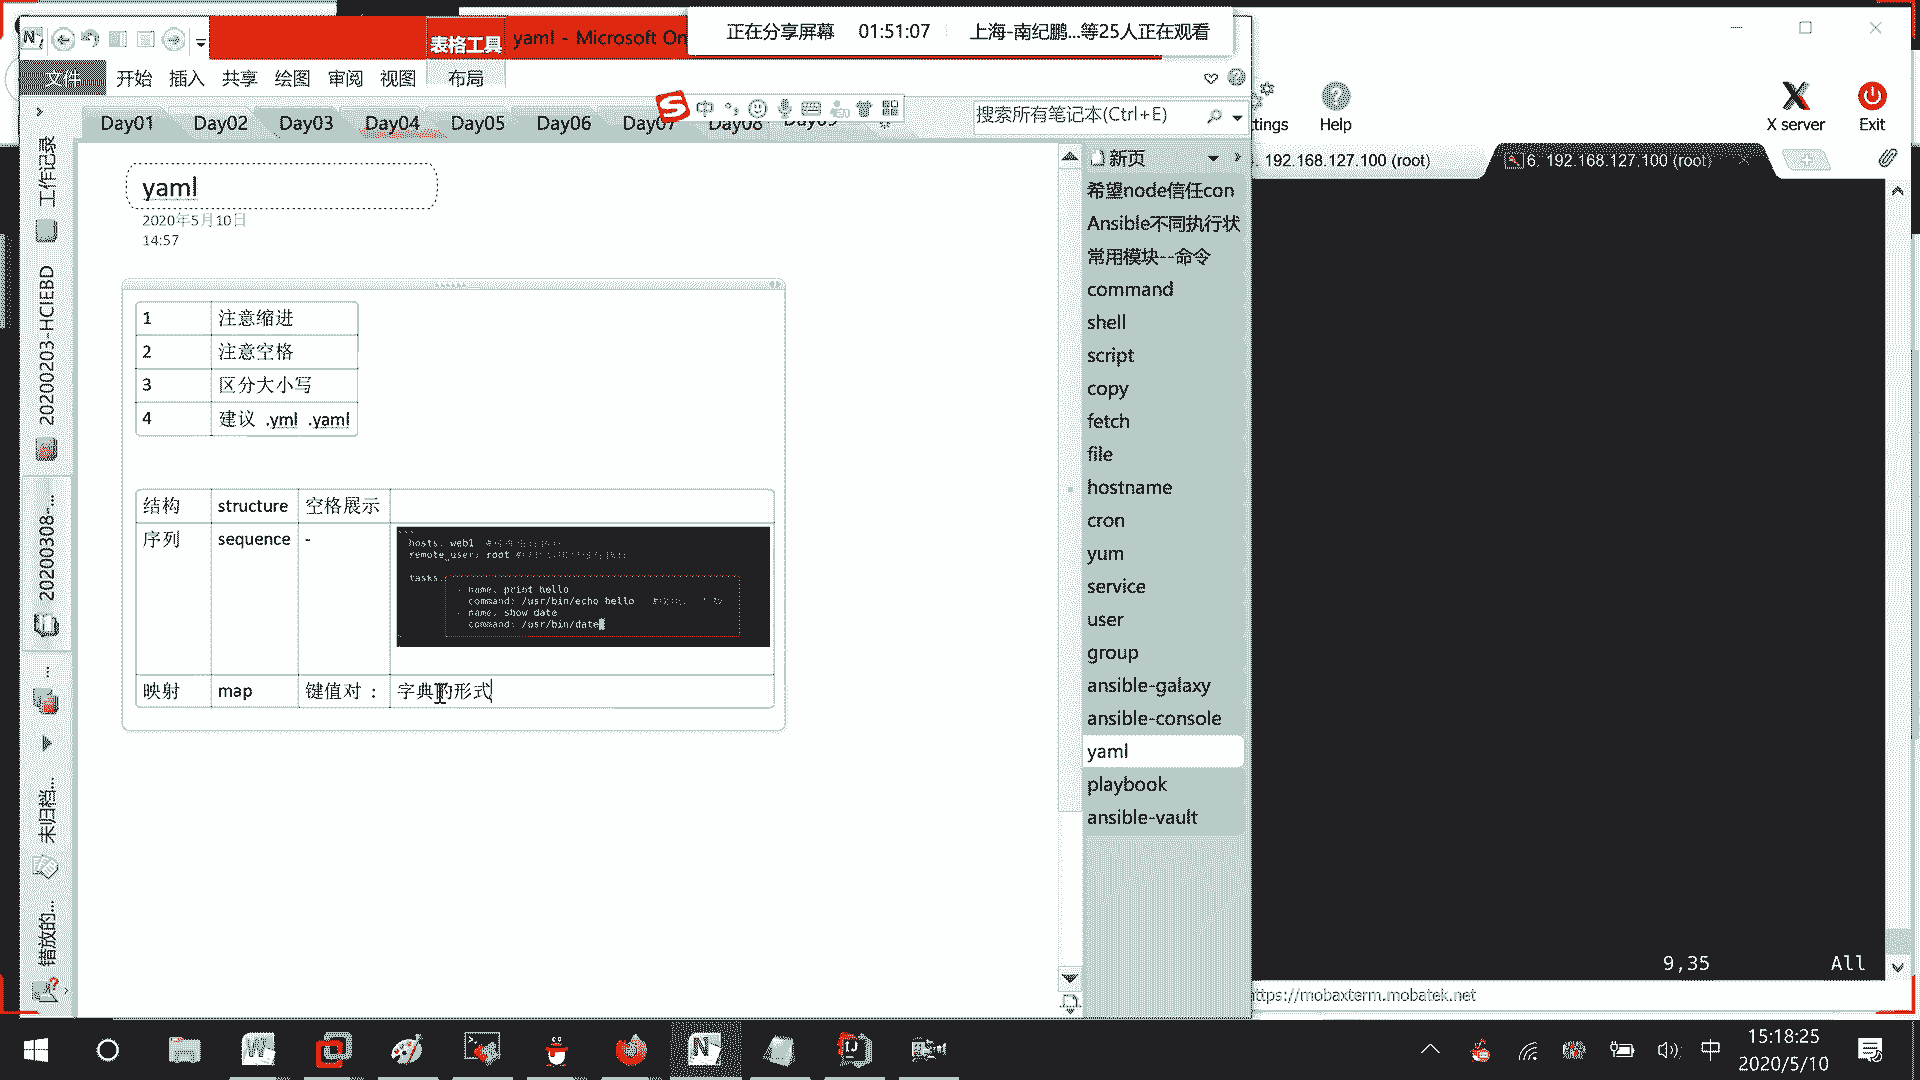 正在分享屏幕 01:51:07 上海-南纪鹏...等25人正在观看
表格工具 yaml - Microsoft On
文件 开始 插入 共享 绘图 审阅 视图 布局
Day01 Day02 Day03 Day04 Day05 Day06 Day07 Day08 Day09
中
搜索所有笔记本(Ctrl+E)
工作记录
20200203-HCIEBD
20200308-...
...
未归档...
错放的...
yaml
2020年5月10日
14:57
1 注意缩进
2 注意空格
3 区分大小写
4 建议 .yml .yaml
结构 structure 空格展示
序列 sequence -
hosts: web1
remote_user: root
tasks:
- name: print hello
command: /usr/bin/echo hello
- name: show date
command: /usr/bin/date
映射 map 键值对 : 字典的形式
新页
希望node信任con
Ansible不同执行状
常用模块--命令
command
shell
script
copy
fetch
file
hostname
cron
yum
service
user
group
ansible-galaxy
ansible-console
yaml
playbook
ansible-vault
ttings Help X server Exit
. 192.168.127.100 (root) 6. 192.168.127.100 (root)
9,35 All
ttps://mobaxterm.mobatek.net
中
15:18:25
2020/5/10